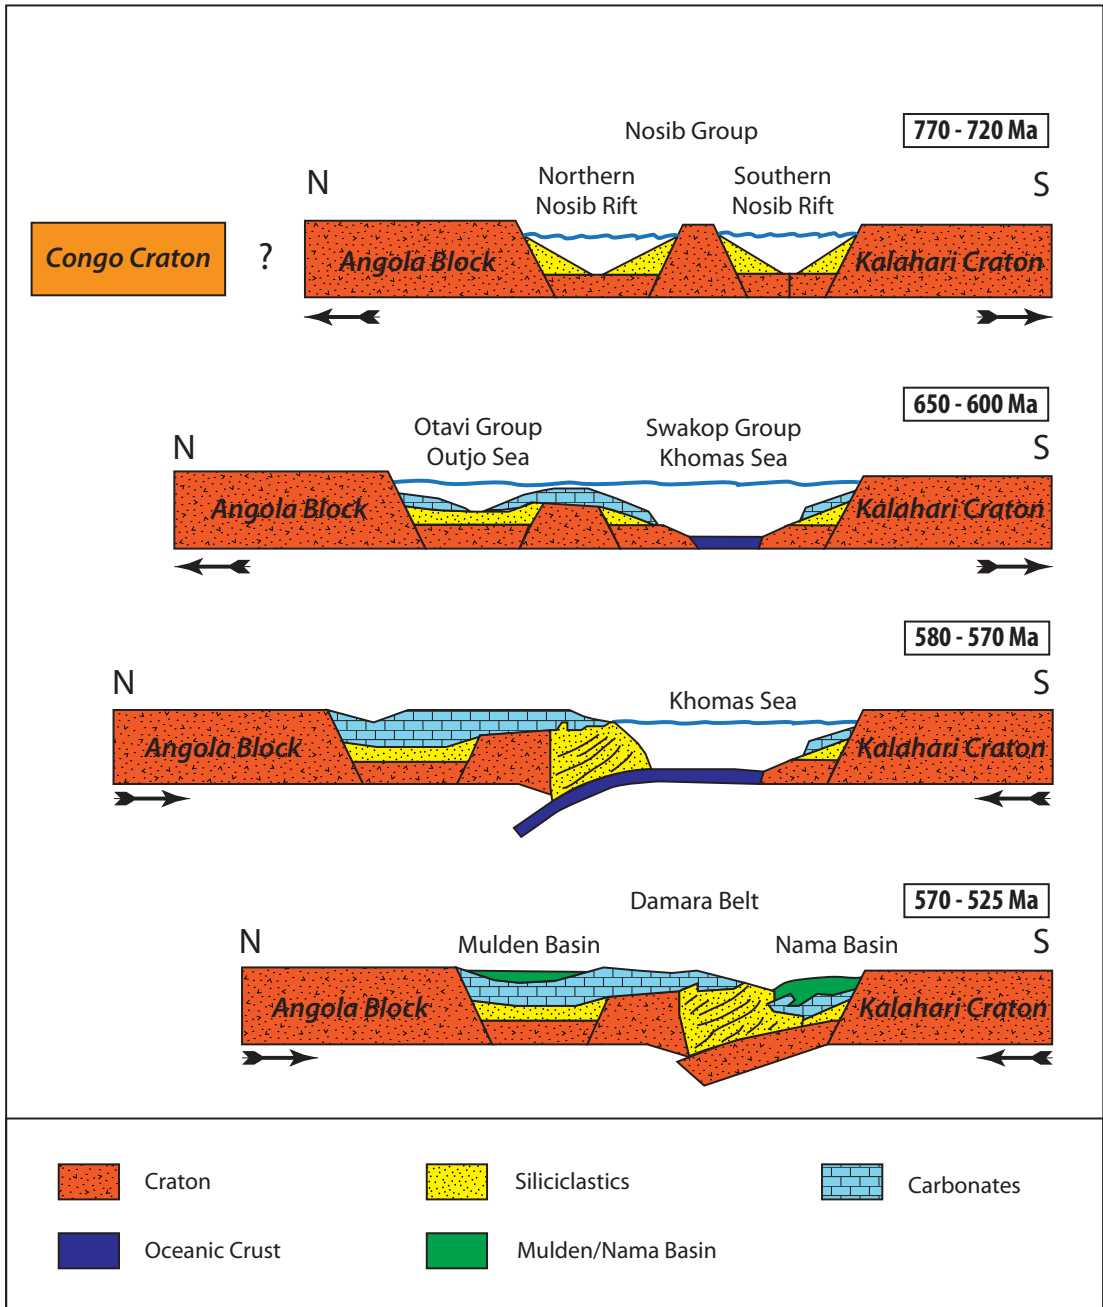 Nosib Group
770 - 720 Ma
N
Northern
Nosib Rift
Southern
Nosib Rift
S
Congo Craton
?
Angola Block
Kalahari Craton
650 - 600 Ma
N
Otavi Group
Outjo Sea
Swakop Group
Khomas Sea
S
Angola Block
Kalahari Craton
580 - 570 Ma
N
Khomas Sea
S
Angola Block
Kalahari Craton
570 - 525 Ma
Damara Belt
N
Mulden Basin
Nama Basin
S
Angola Block
Kalahari Craton
Craton
Siliciclastics
Carbonates
Oceanic Crust
Mulden/Nama Basin